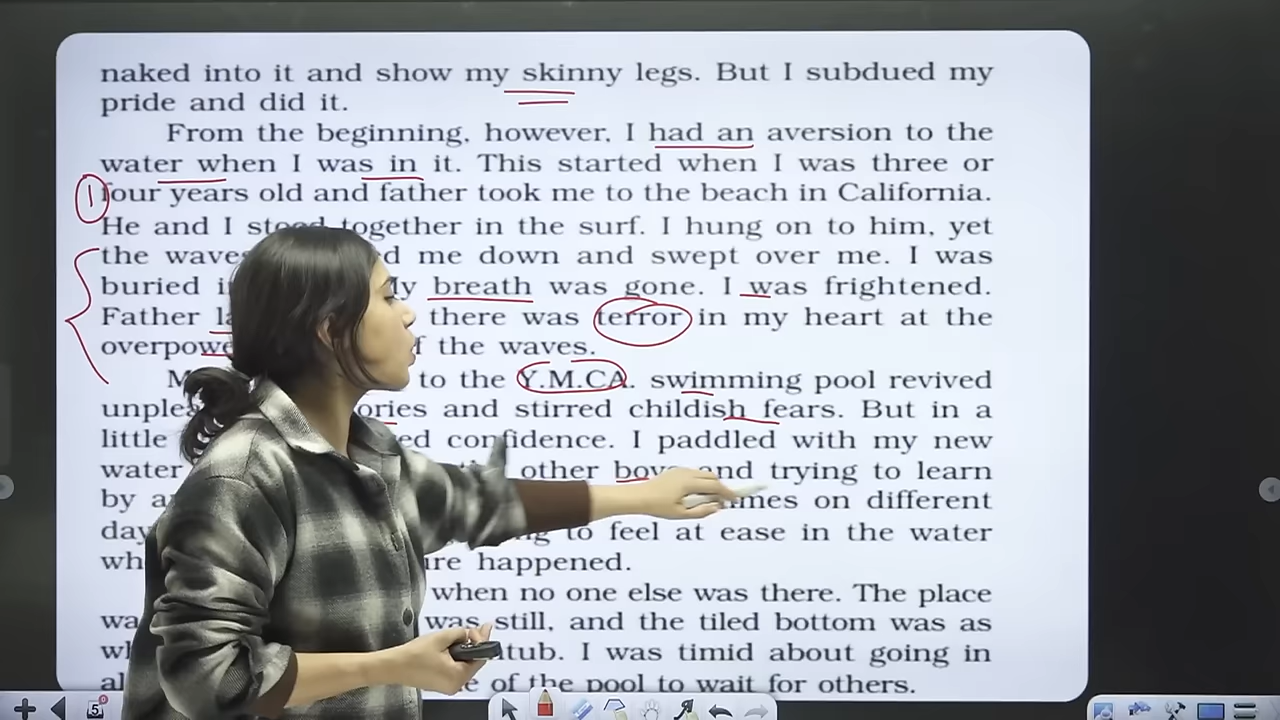 naked into it and show my skinny legs. But I subdued my
pride and did it.
From the beginning, however, I had an aversion to the
water when I was in it. This started when I was three or
1
four years old and father took me to the beach in California.
He and I stood together in the surf. I hung on to him, yet
the waves me down and swept over me. I was
buried breath was gone. I was frightened.
Father there was terror in my heart at the
of the waves.
to the Y.M.C.A. swimming pool revived
and stirred childish fears. But in a
little confidence. I paddled with my new
water other boys and trying to learn
by on different
to feel at ease in the water
happened.
when no one else was there. The place
was still, and the tiled bottom was as
I was timid about going in
of the pool to wait for others.
5